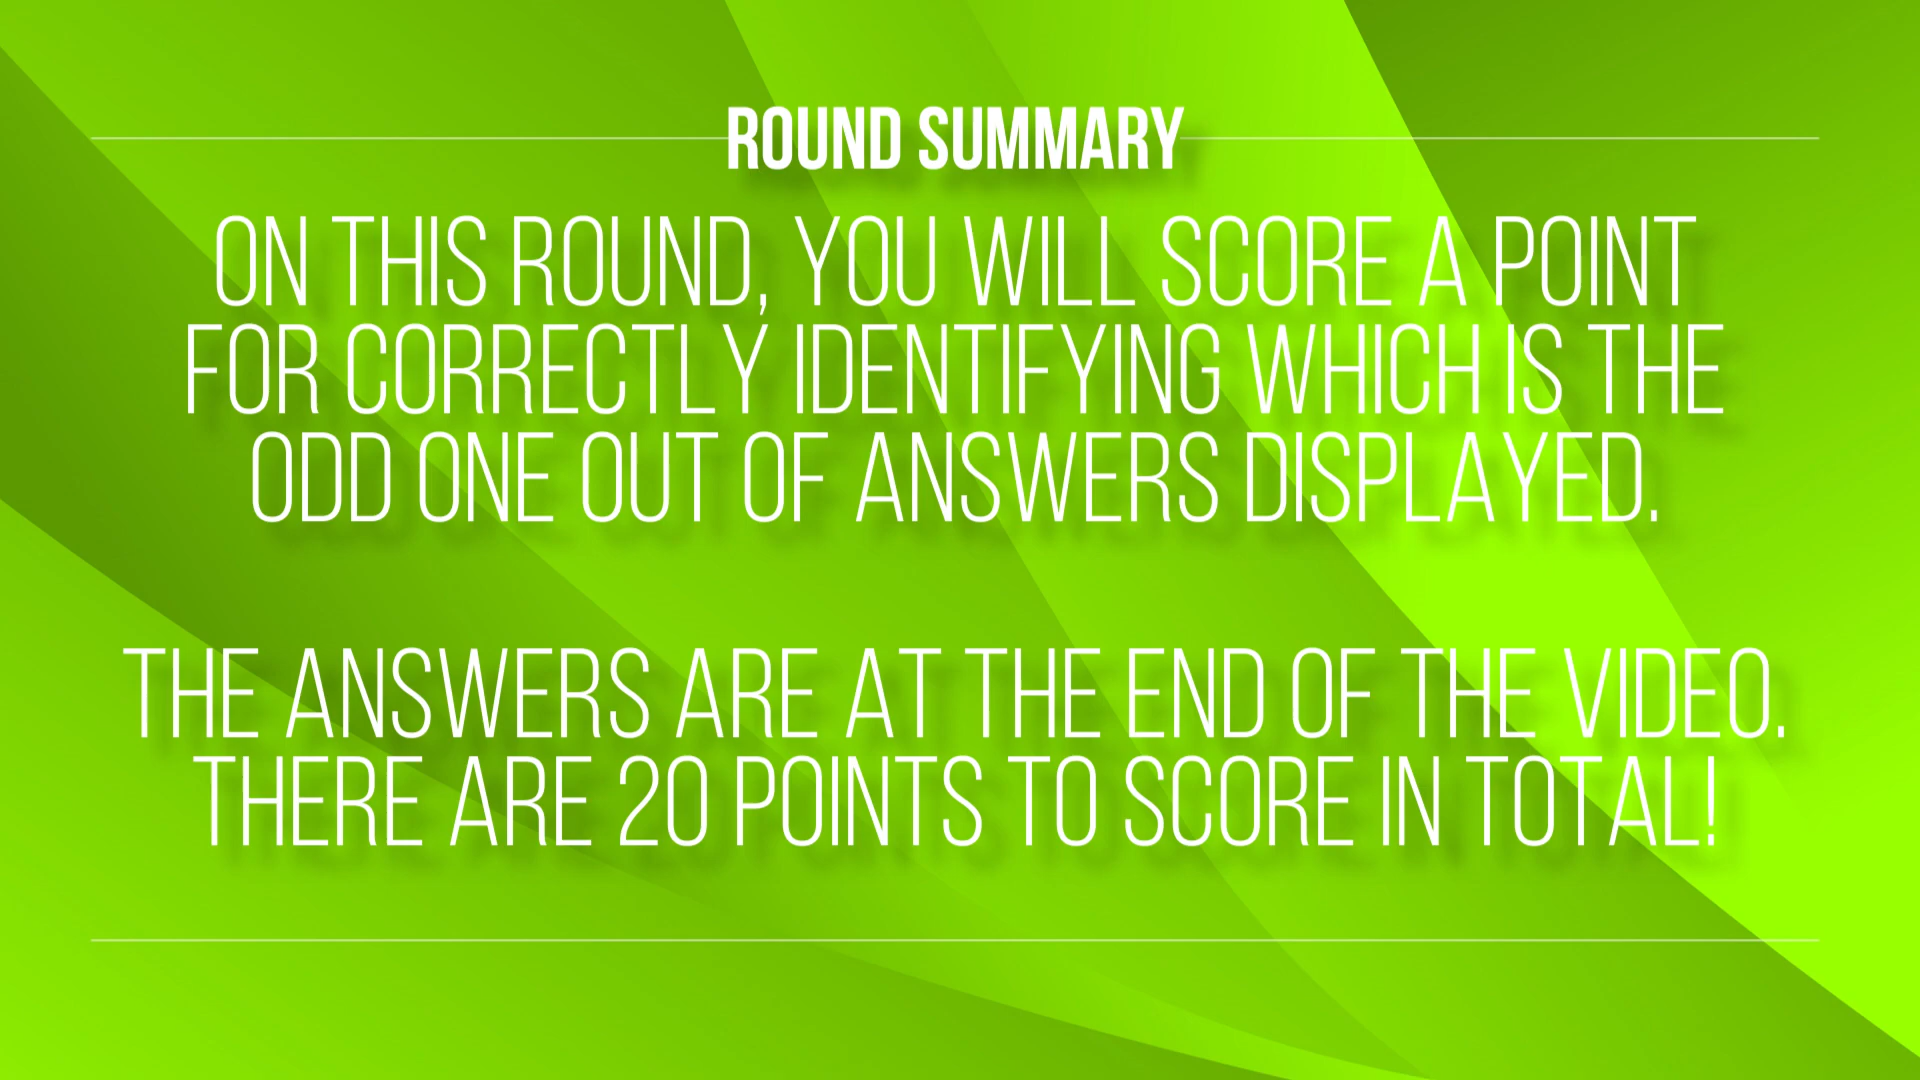 ROUND SUMMARY
ON THIS ROUND, YOU WILL SCORE A POINT
FOR CORRECTLY IDENTIFYING WHICH IS THE
ODD ONE OUT OF ANSWERS DISPLAYED.
THE ANSWERS ARE AT THE END OF THE VIDEO.
THERE ARE 20 POINTS TO SCORE IN TOTAL!